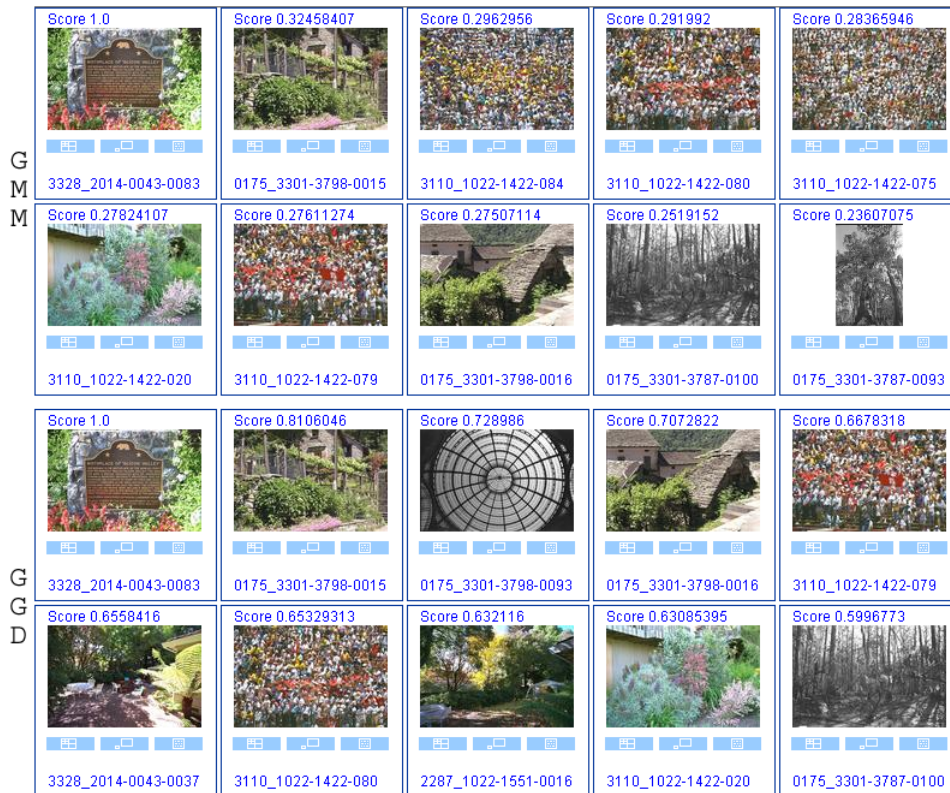 GMM
Score 1.0
3328_2014-0043-0083
Score 0.32458407
0175_3301-3798-0015
Score 0.2962956
3110_1022-1422-084
Score 0.291992
3110_1022-1422-080
Score 0.28365946
3110_1022-1422-075
Score 0.27824107
3110_1022-1422-020
Score 0.27611274
3110_1022-1422-079
Score 0.27507114
0175_3301-3798-0016
Score 0.2519152
0175_3301-3787-0100
Score 0.23607075
0175_3301-3787-0093
GGD
Score 1.0
3328_2014-0043-0083
Score 0.8106046
0175_3301-3798-0015
Score 0.728986
0175_3301-3798-0093
Score 0.7072822
0175_3301-3798-0016
Score 0.6678318
3110_1022-1422-079
Score 0.6558416
3328_2014-0043-0037
Score 0.65329313
3110_1022-1422-080
Score 0.632116
2287_1022-1551-0016
Score 0.63085395
3110_1022-1422-020
Score 0.5996773
0175_3301-3787-0100